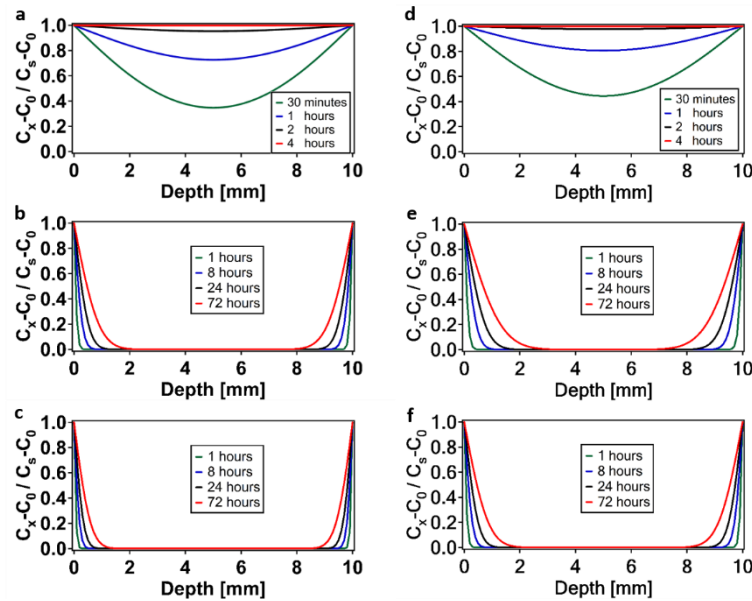 a
Cₓ-C₀ / Cₛ-C₀
1.0
0.8
0.6
0.4
0.2
0.0
30 minutes
1 hours
2 hours
4 hours
0 2 4 6 8 10
Depth [mm]
d
Cₓ-C₀ / Cₛ-C₀
1.0
0.8
0.6
0.4
0.2
0.0
30 minutes
1 hours
2 hours
4 hours
0 2 4 6 8 10
Depth [mm]
b
Cₓ-C₀ / Cₛ-C₀
1.0
0.8
0.6
0.4
0.2
0.0
1 hours
8 hours
24 hours
72 hours
0 2 4 6 8 10
Depth [mm]
e
Cₓ-C₀ / Cₛ-C₀
1.0
0.8
0.6
0.4
0.2
0.0
1 hours
8 hours
24 hours
72 hours
0 2 4 6 8 10
Depth [mm]
c
Cₓ-C₀ / Cₛ-C₀
1.0
0.8
0.6
0.4
0.2
0.0
1 hours
8 hours
24 hours
72 hours
0 2 4 6 8 10
Depth [mm]
f
Cₓ-C₀ / Cₛ-C₀
1.0
0.8
0.6
0.4
0.2
0.0
1 hours
8 hours
24 hours
72 hours
0 2 4 6 8 10
Depth [mm]